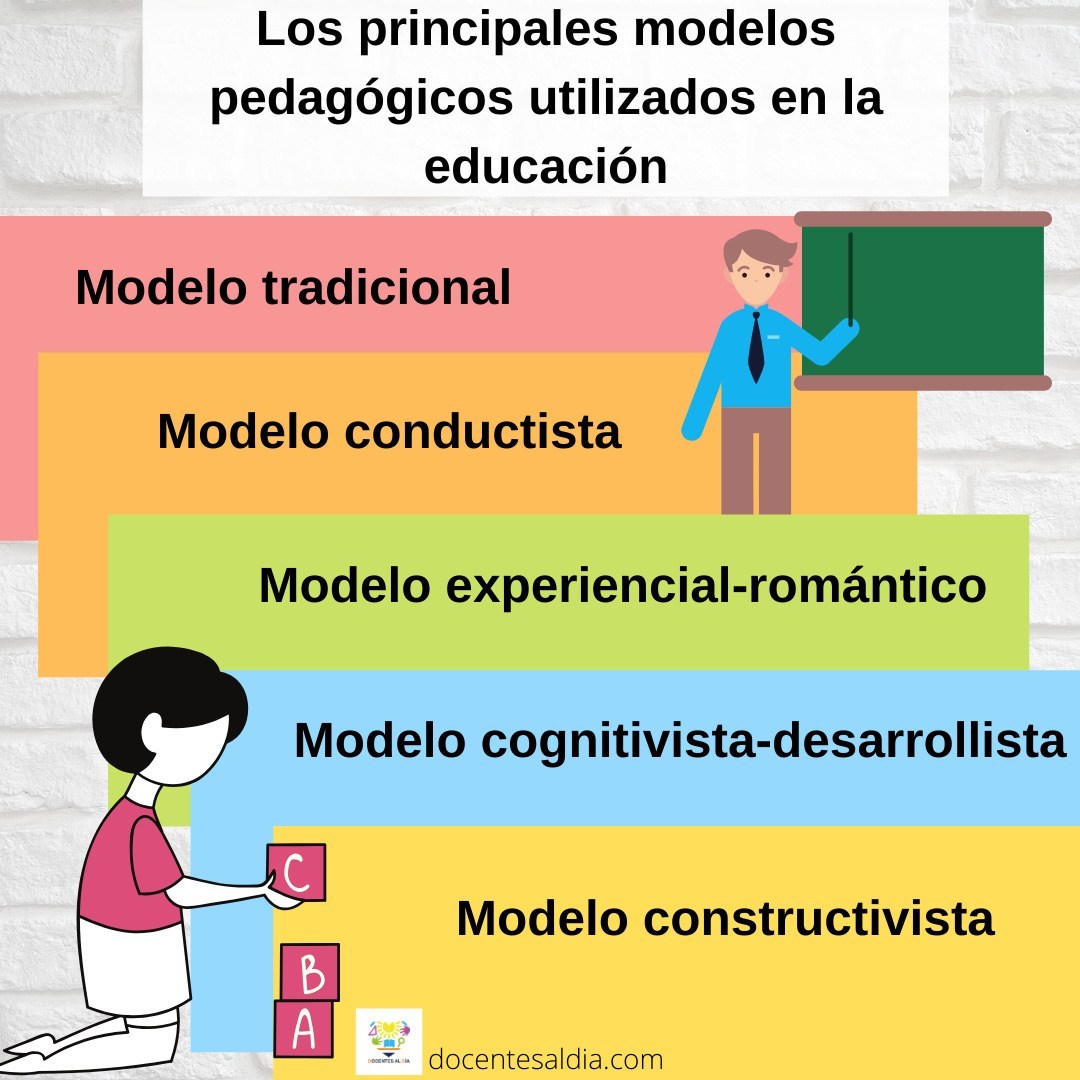 Los principales modelos
pedagógicos utilizados en la
educación
Modelo tradicional
Modelo conductista
Modelo experiencial-romántico
Modelo cognitivista-desarrollista
Modelo constructivista
C
B
A
DOCENTES AL DÍA
docentesaldia.com